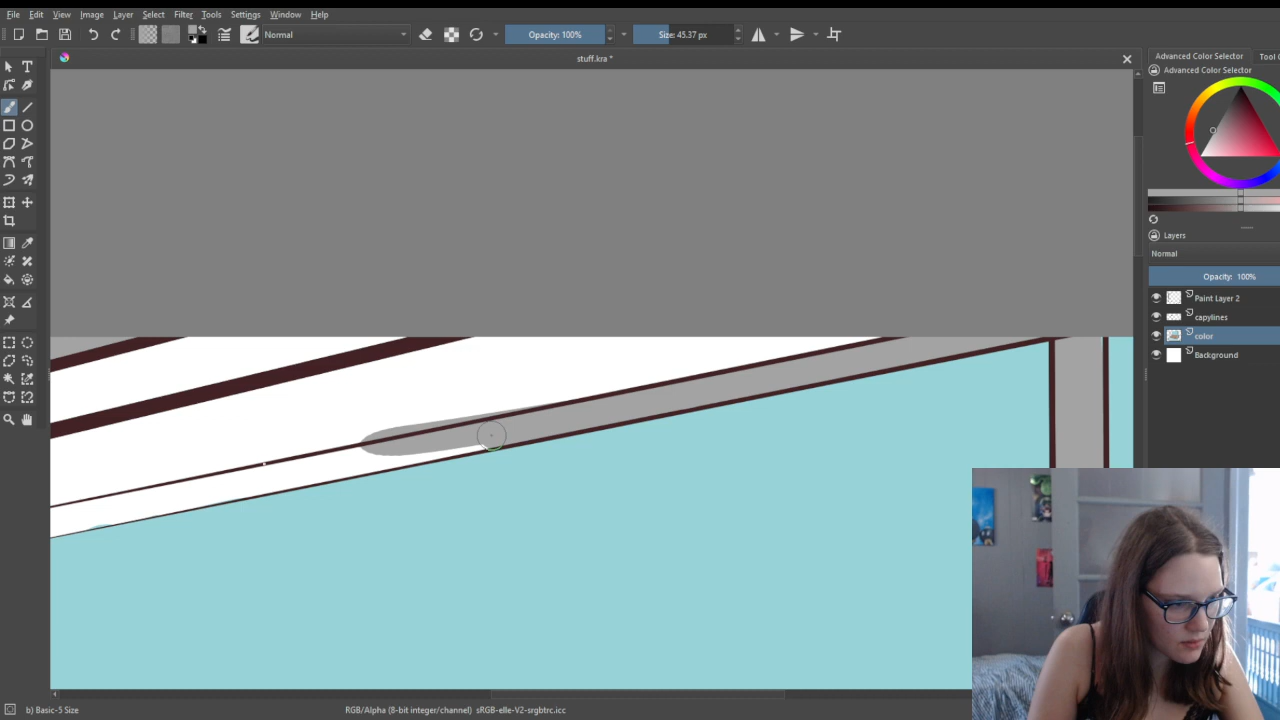 File Edit View Image Layer Select Filter Tools Settings Window Help
Normal Opacity: 100% Size: 45.37 px
stuff.kra *
Advanced Color Selector Tool
Advanced Color Selector
Layers
Normal
Opacity: 100%
Paint Layer 2
capylines
color
Background
b) Basic-5 Size RGB/Alpha (8-bit integer/channel) sRGB-elle-V2-srgbtrc.icc